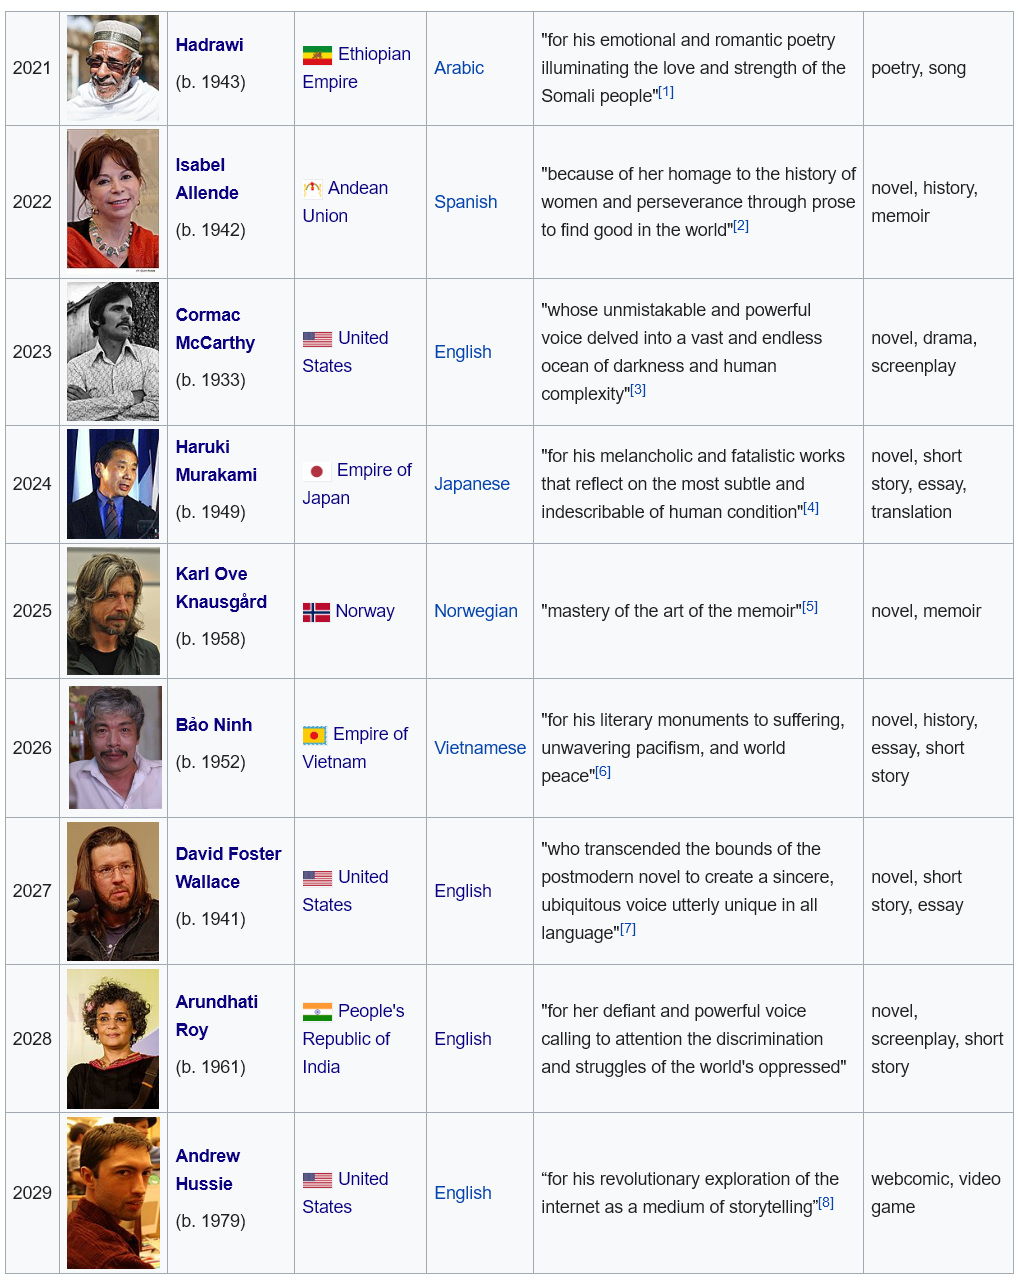 2021
Hadrawi
(b. 1943)
Ethiopian
Empire
Arabic
"for his emotional and romantic poetry
illuminating the love and strength of the
Somali people"[1]
poetry, song
2022
Isabel
Allende
(b. 1942)
Andean
Union
Spanish
"because of her homage to the history of
women and perseverance through prose
to find good in the world"[2]
novel, history,
memoir
2023
Cormac
McCarthy
(b. 1933)
United
States
English
"whose unmistakable and powerful
voice delved into a vast and endless
ocean of darkness and human
complexity"[3]
novel, drama,
screenplay
2024
Haruki
Murakami
(b. 1949)
Empire of
Japan
Japanese
"for his melancholic and fatalistic works
that reflect on the most subtle and
indescribable of human condition"[4]
novel, short
story, essay,
translation
2025
Karl Ove
Knausgård
(b. 1958)
Norway
Norwegian
"mastery of the art of the memoir"[5]
novel, memoir
2026
Bảo Ninh
(b. 1952)
Empire of
Vietnam
Vietnamese
"for his literary monuments to suffering,
unwavering pacifism, and world
peace"[6]
novel, history,
essay, short
story
2027
David Foster
Wallace
(b. 1941)
United
States
English
"who transcended the bounds of the
postmodern novel to create a sincere,
ubiquitous voice utterly unique in all
language"[7]
novel, short
story, essay
2028
Arundhati
Roy
(b. 1961)
People's
Republic of
India
English
"for her defiant and powerful voice
calling to attention the discrimination
and struggles of the world's oppressed"
novel,
screenplay, short
story
2029
Andrew
Hussie
(b. 1979)
United
States
English
“for his revolutionary exploration of the
internet as a medium of storytelling”[8]
webcomic, video
game